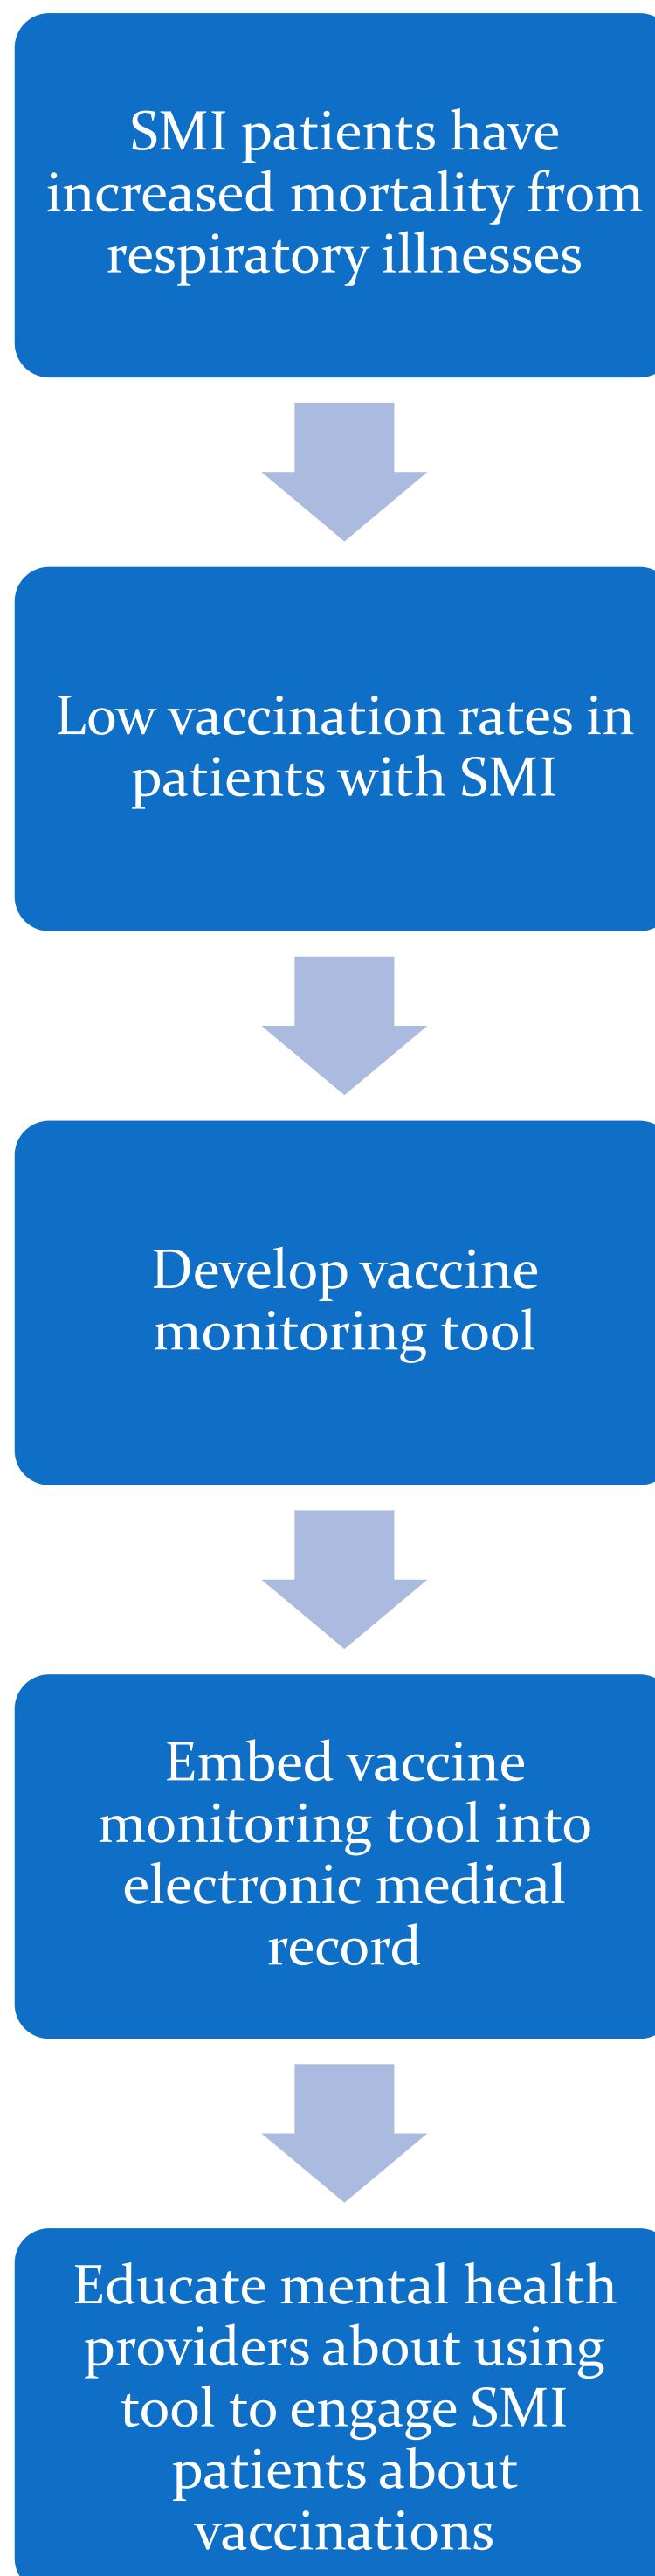 SMI patients have
increased mortality from
respiratory illnesses
Low vaccination rates in
patients with SMI
Develop vaccine
monitoring tool
Embed vaccine
monitoring tool into
electronic medical
record
Educate mental health
providers about using
tool to engage SMI
patients about
vaccinations